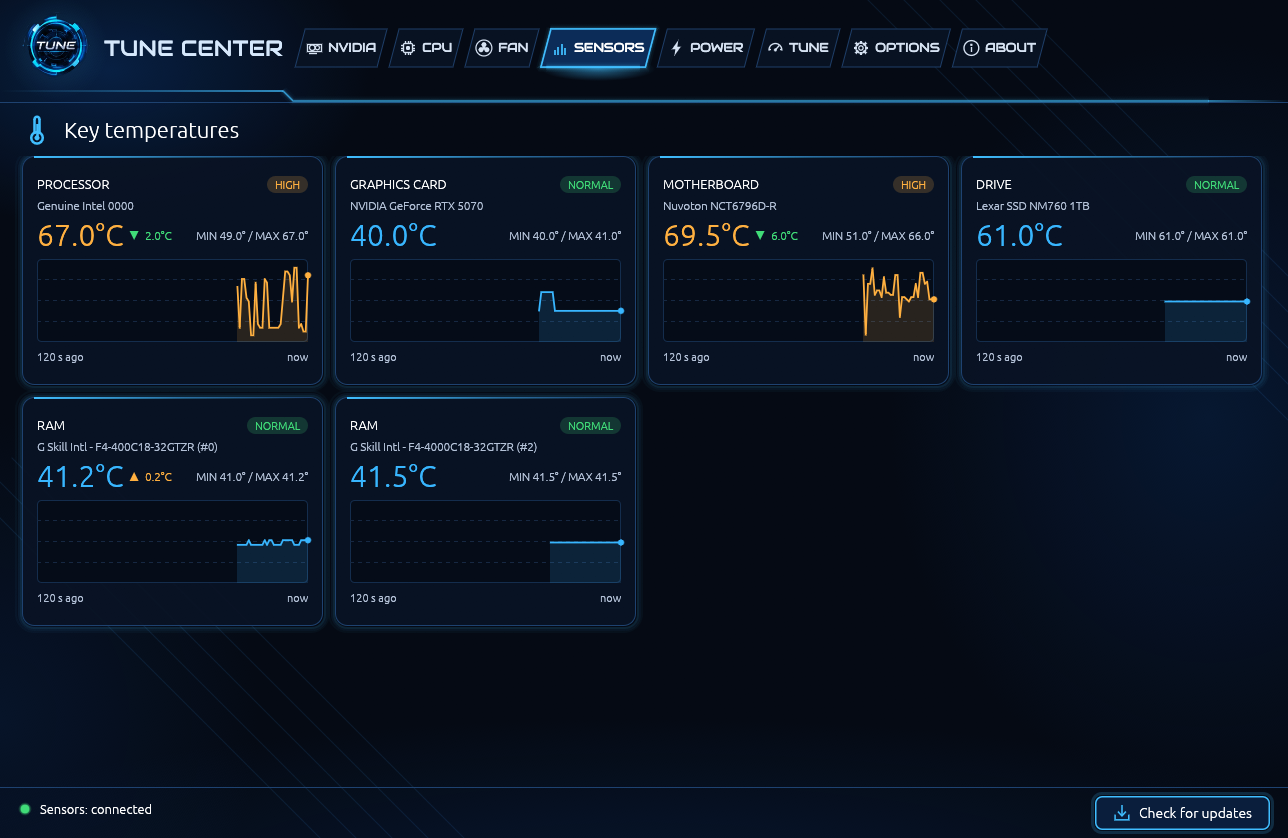 TUNE
TUNE CENTER
NVIDIA
CPU
FAN
SENSORS
POWER
TUNE
OPTIONS
ABOUT
Key temperatures
PROCESSOR HIGH
Genuine Intel 0000
67.0°C ▼ 2.0°C MIN 49.0° / MAX 67.0°
120 s ago now
GRAPHICS CARD NORMAL
NVIDIA GeForce RTX 5070
40.0°C MIN 40.0° / MAX 41.0°
120 s ago now
MOTHERBOARD HIGH
Nuvoton NCT6796D-R
69.5°C ▼ 6.0°C MIN 51.0° / MAX 66.0°
120 s ago now
DRIVE NORMAL
Lexar SSD NM760 1TB
61.0°C MIN 61.0° / MAX 61.0°
120 s ago now
RAM NORMAL
G Skill Intl - F4-400C18-32GTZR (#0)
41.2°C ▲ 0.2°C MIN 41.0° / MAX 41.2°
120 s ago now
RAM NORMAL
G Skill Intl - F4-4000C18-32GTZR (#2)
41.5°C MIN 41.5° / MAX 41.5°
120 s ago now
Sensors: connected
Check for updates